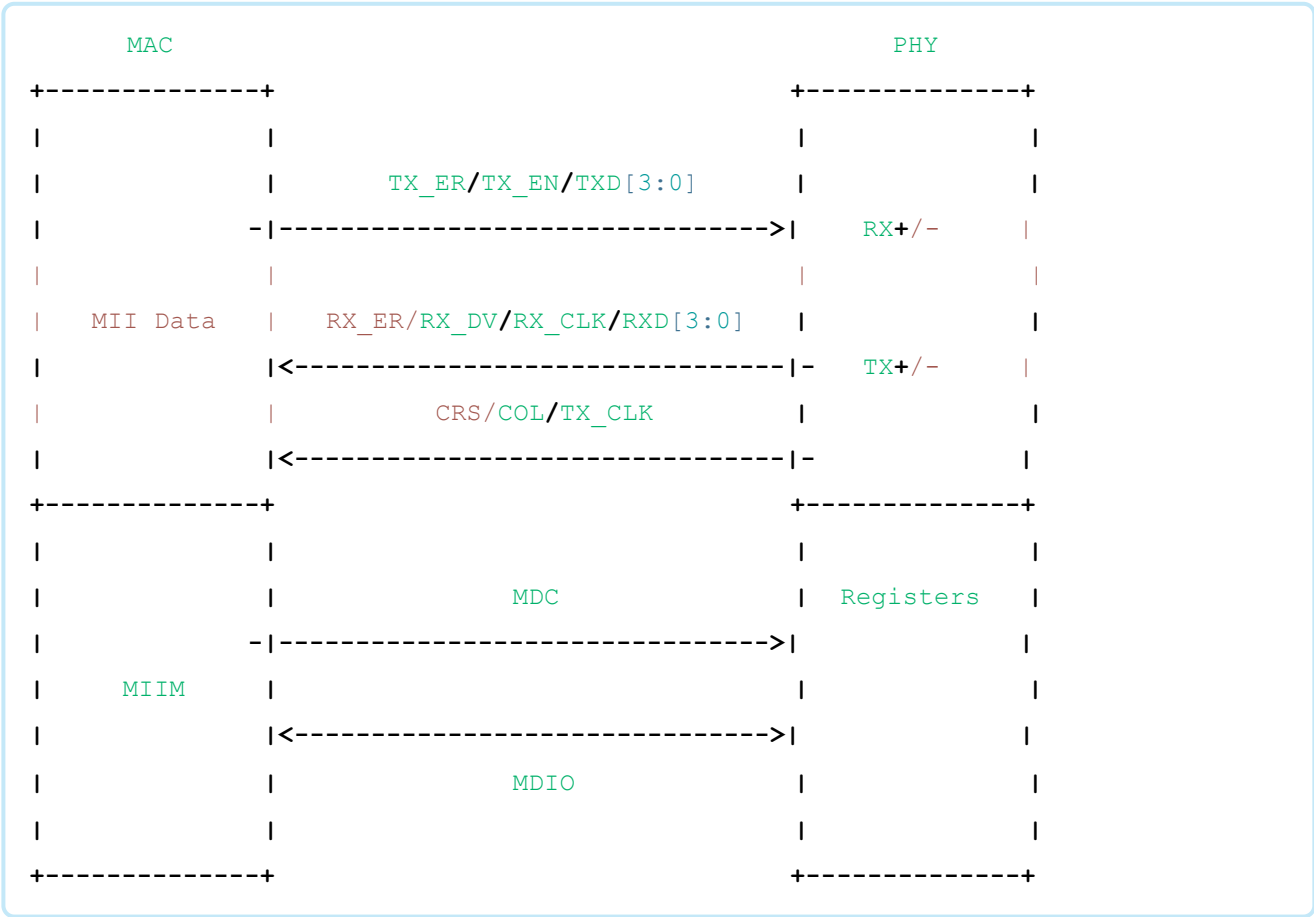 MAC PHY
+--------------+ +--------------+
| | | |
| | TX_ER/TX_EN/TXD[3:0] | |
| -|-------------------------------->| RX+/- |
| | | |
| MII Data | RX_ER/RX_DV/RX_CLK/RXD[3:0] | |
| |<--------------------------------|- TX+/- |
| | CRS/COL/TX_CLK | |
| |<--------------------------------|- |
+--------------+ +--------------+
| | | |
| | MDC | Registers |
| -|-------------------------------->| |
| MIIM | | |
| |<------------------------------->| |
| | MDIO | |
| | | |
+--------------+ +--------------+